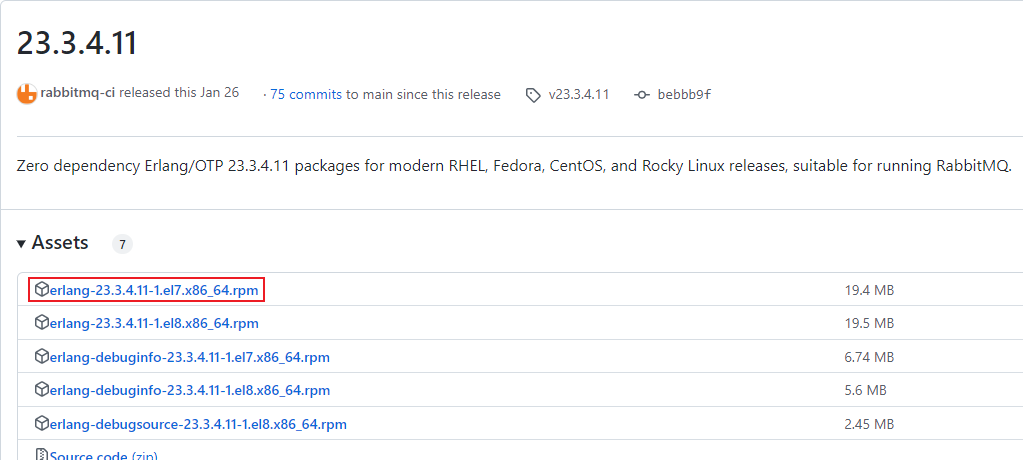 23.3.4.11
rabbitmq-ci released this Jan 26 · 75 commits to main since this release v23.3.4.11 bebbb9f
Zero dependency Erlang/OTP 23.3.4.11 packages for modern RHEL, Fedora, CentOS, and Rocky Linux releases, suitable for running RabbitMQ.
Assets 7
erlang-23.3.4.11-1.el7.x86_64.rpm 19.4 MB
erlang-23.3.4.11-1.el8.x86_64.rpm 19.5 MB
erlang-debuginfo-23.3.4.11-1.el7.x86_64.rpm 6.74 MB
erlang-debuginfo-23.3.4.11-1.el8.x86_64.rpm 5.6 MB
erlang-debugsource-23.3.4.11-1.el8.x86_64.rpm 2.45 MB
Source code (zip)